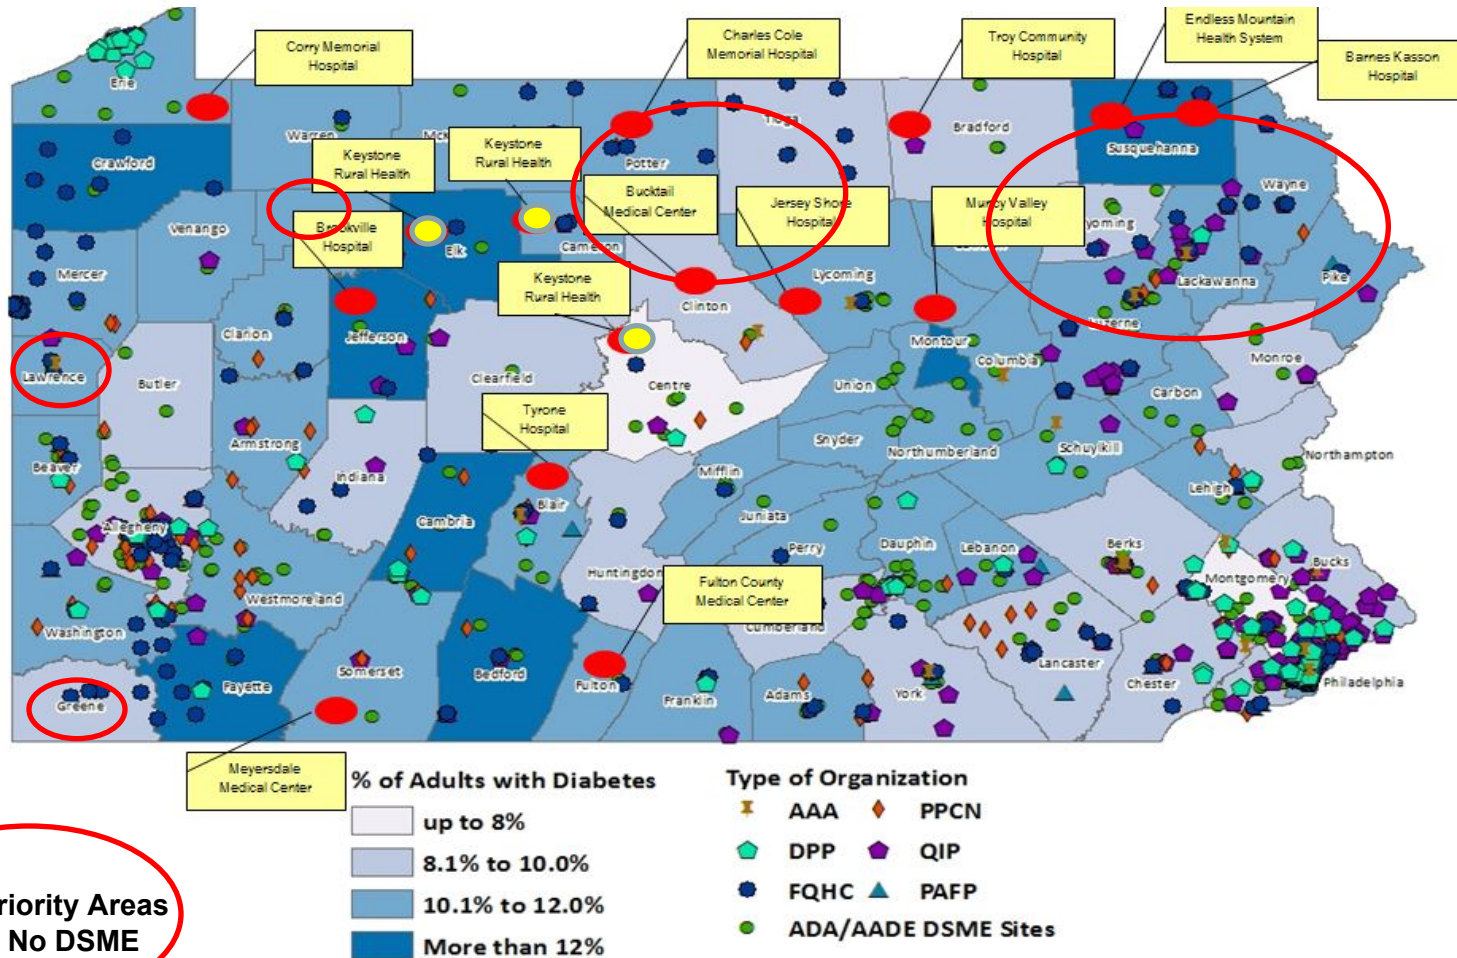 Endless Mountain
Health System
Corry Memorial
Hospital
Charles Cole
Memorial Hospital
Troy Community
Hospital
Barnes Kasson
Hospital
Erie
Warren
Tioga
Bradford
Susquehanna
Crawford
Keystone
Rural Health
Keystone
Rural Health
Potter
Bucktail
Medical Center
Jersey Shore
Hospital
Muncy Valley
Hospital
Wayne
yoming
Venango
Brookville
Hospital
Elk
Cameron
Mercer
Lycoming
Lackawanna
Pike
Keystone
Rural Health
Clinton
Clarion
Jefferson
Luzerne
Montour
Columbia
Monroe
Lawrence
Butler
Clearfield
Centre
Union
Carbon
Tyrone
Hospital
Armstrong
Snyder
Northumberland
Schuylkill
Northampton
Beaver
Indiana
Mifflin
Lehigh
Allegheny
Cambria
Blair
Juniata
Perry
Dauphin
Lebanon
Berks
Bucks
Montgomery
Huntingdon
Fulton County
Medical Center
Westmoreland
Washington
Cumberland
Lancaster
Somerset
Bedford
Fulton
Franklin
Adams
York
Chester
Philadelphia
Fayette
Greene
Meyersdale
Medical Center
% of Adults with Diabetes
up to 8%
8.1% to 10.0%
10.1% to 12.0%
More than 12%
Type of Organization
AAA PPCN
DPP QIP
FQHC PAFP
ADA/AADE DSME Sites
riority Areas
No DSME